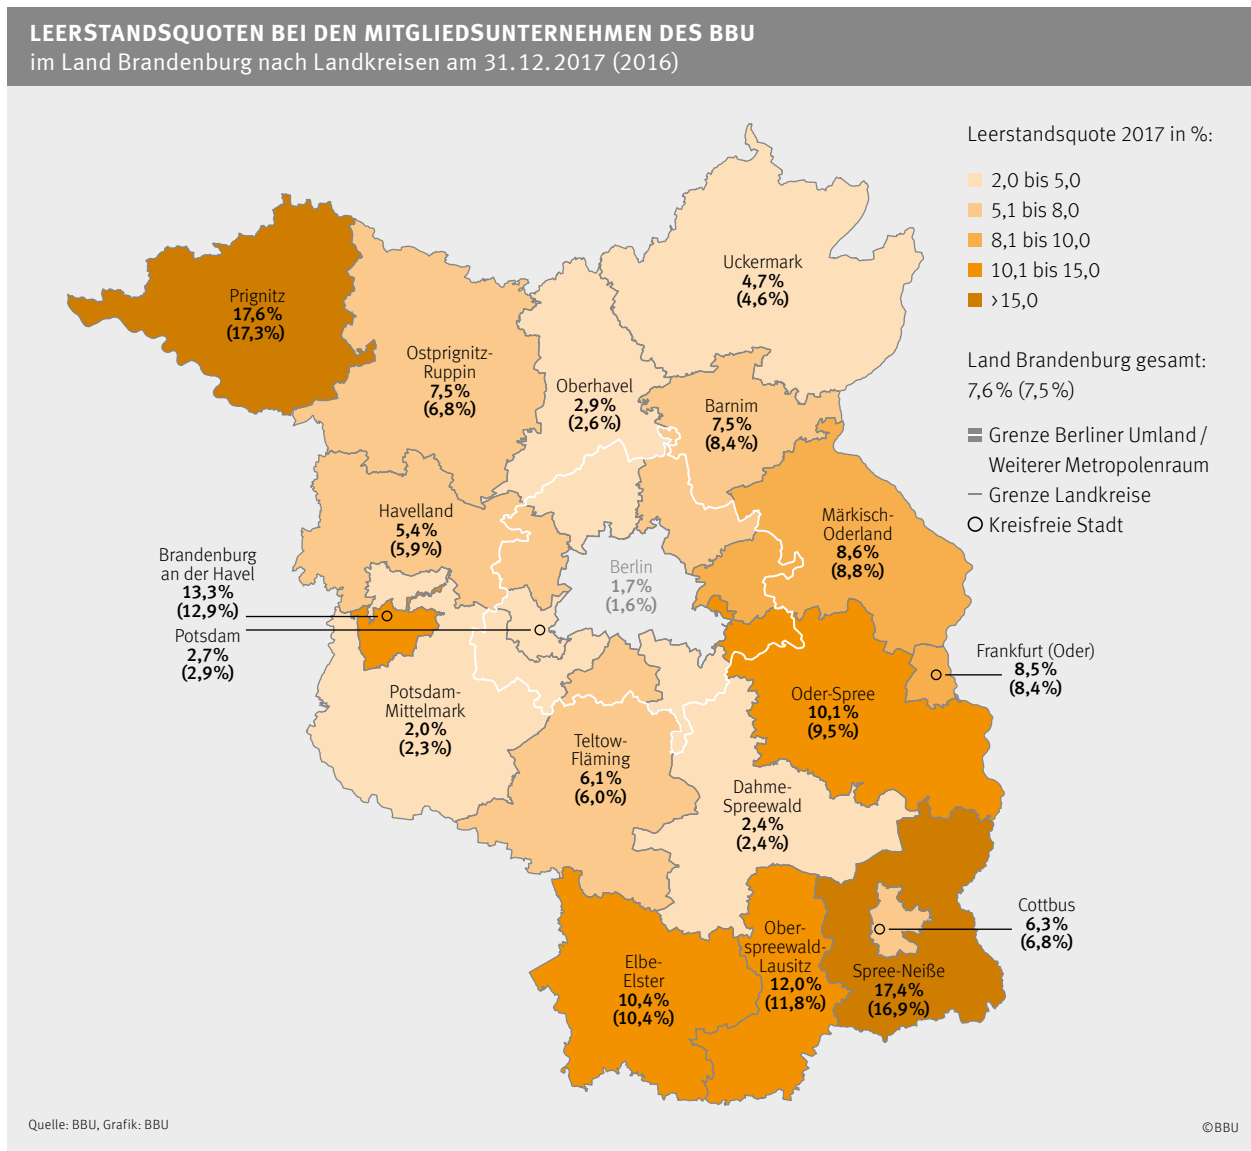 LEERSTANDSQUOTEN BEI DEN MITGLIEDSUNTERNEHMEN DES BBU
im Land Brandenburg nach Landkreisen am 31.12.2017 (2016)
Leerstandsquote 2017 in %:
2,0 bis 5,0
5,1 bis 8,0
8,1 bis 10,0
10,1 bis 15,0
>15,0
Land Brandenburg gesamt:
7,6% (7,5%)
Grenze Berliner Umland /
Weiterer Metropolenraum
Grenze Landkreise
Kreisfreie Stadt
Uckermark
4,7%
(4,6%)
Prignitz
17,6%
(17,3%)
Ostprignitz-
Ruppin
7,5%
(6,8%)
Oberhavel
2,9%
(2,6%)
Barnim
7,5%
(8,4%)
Havelland
5,4%
(5,9%)
Märkisch-
Oderland
8,6%
(8,8%)
Brandenburg
an der Havel
13,3%
(12,9%)
Potsdam
2,7%
(2,9%)
Berlin
1,7%
(1,6%)
Frankfurt (Oder)
8,5%
(8,4%)
Potsdam-
Mittelmark
2,0%
(2,3%)
Oder-Spree
10,1%
(9,5%)
Teltow-
Fläming
6,1%
(6,0%)
Dahme-
Spreewald
2,4%
(2,4%)
Cottbus
6,3%
(6,8%)
Elbe-
Elster
10,4%
(10,4%)
Ober-
spreewald-
Lausitz
12,0%
(11,8%)
Spree-Neiße
17,4%
(16,9%)
Quelle: BBU, Grafik: BBU
©BBU